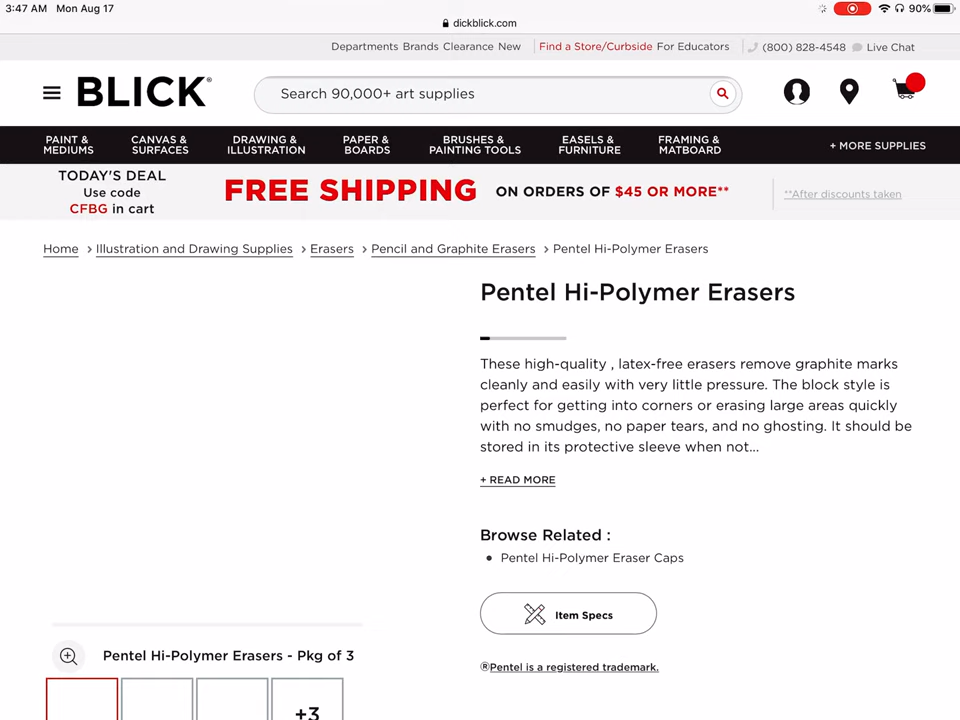 3:47 AM Mon Aug 17
90%
dickblick.com
Departments Brands Clearance New Find a Store/Curbside For Educators (800) 828-4548 Live Chat
BLICK®
Search 90,000+ art supplies
PAINT & MEDIUMS
CANVAS & SURFACES
DRAWING & ILLUSTRATION
PAPER & BOARDS
BRUSHES & PAINTING TOOLS
EASELS & FURNITURE
FRAMING & MATBOARD
+ MORE SUPPLIES
TODAY'S DEAL
Use code
CFBG in cart
FREE SHIPPING ON ORDERS OF $45 OR MORE**
**After discounts taken
Home > Illustration and Drawing Supplies > Erasers > Pencil and Graphite Erasers > Pentel Hi-Polymer Erasers
Pentel Hi-Polymer Erasers
These high-quality , latex-free erasers remove graphite marks
cleanly and easily with very little pressure. The block style is
perfect for getting into corners or erasing large areas quickly
with no smudges, no paper tears, and no ghosting. It should be
stored in its protective sleeve when not...
+ READ MORE
Browse Related :
• Pentel Hi-Polymer Eraser Caps
Item Specs
®Pentel is a registered trademark.
Pentel Hi-Polymer Erasers - Pkg of 3
+3